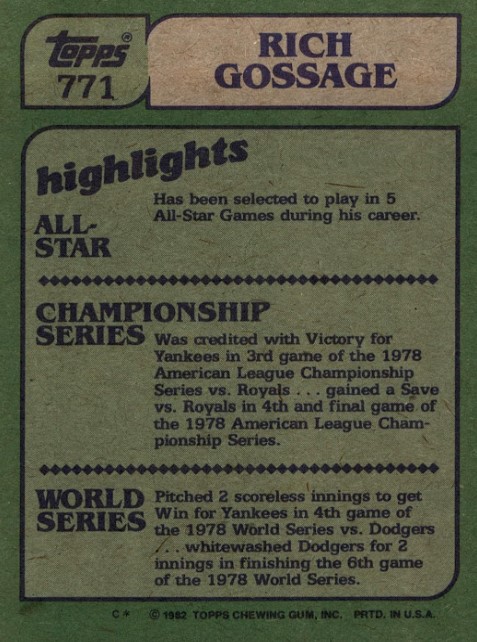 topps®
771
RICH
GOSSAGE
highlights
ALL-
STAR
Has been selected to play in 5
All-Star Games during his career.
CHAMPIONSHIP
SERIES
Was credited with Victory for
Yankees in 3rd game of the 1978
American League Championship
Series vs. Royals . . . gained a Save
vs. Royals in 4th and final game of
the 1978 American League Cham-
pionship Series.
WORLD
SERIES
Pitched 2 scoreless innings to get
Win for Yankees in 4th game of
the 1978 World Series vs. Dodgers
. . . whitewashed Dodgers for 2
innings in finishing the 6th game
of the 1978 World Series.
C* © 1982 TOPPS CHEWING GUM, INC. PRTD. IN U.S.A.